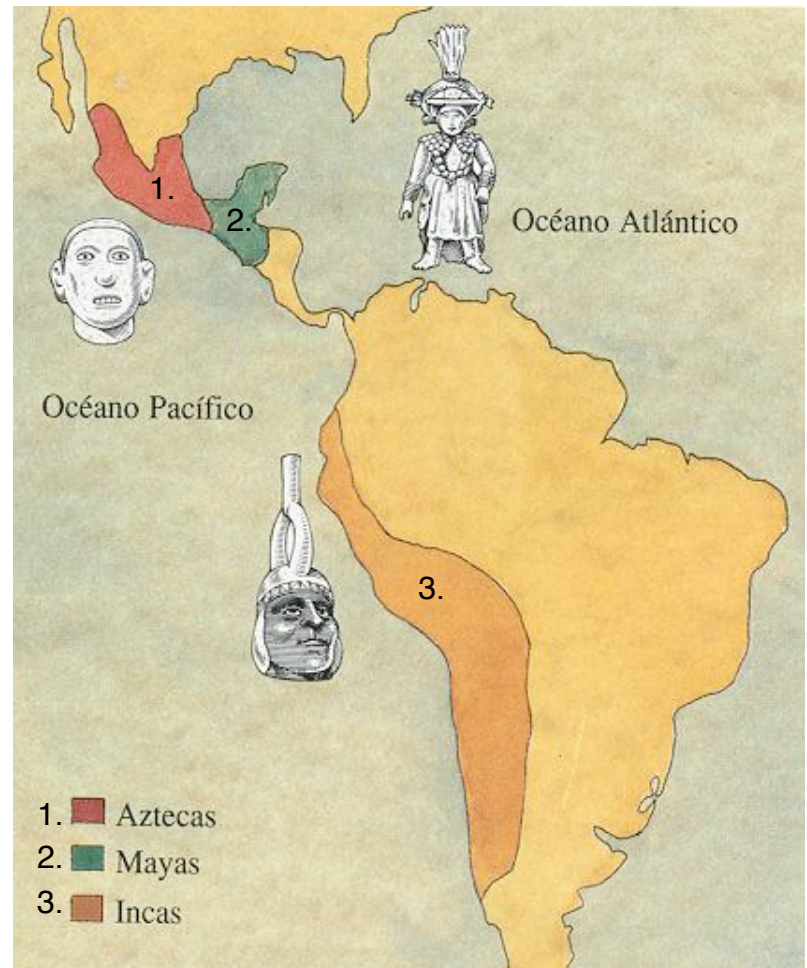 1.
2.
Océano Atlántico
Océano Pacífico
3.
1. Aztecas
2. Mayas
3. Incas